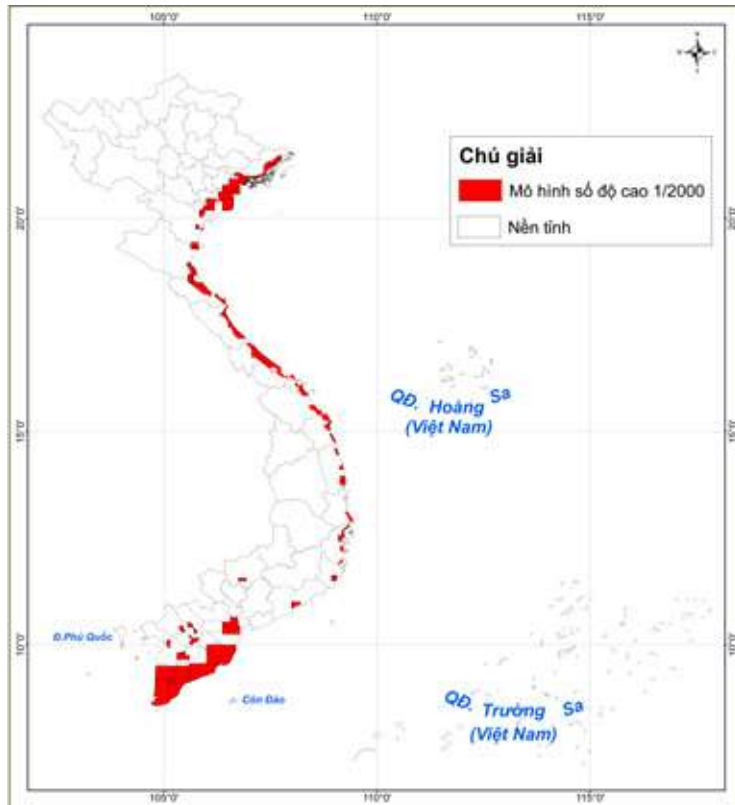 105°0' 110°0' 115°0'
Chú giải
Mô hình số độ cao 1/2000
Nền tỉnh
20°0' 20°0'
QĐ. Hoàng Sa
(Việt Nam)
15°0' 15°0'
Đ.Phú Quốc
10°0' 10°0'
Côn Đảo
QĐ. Trường Sa
(Việt Nam)
105°0' 110°0' 115°0'